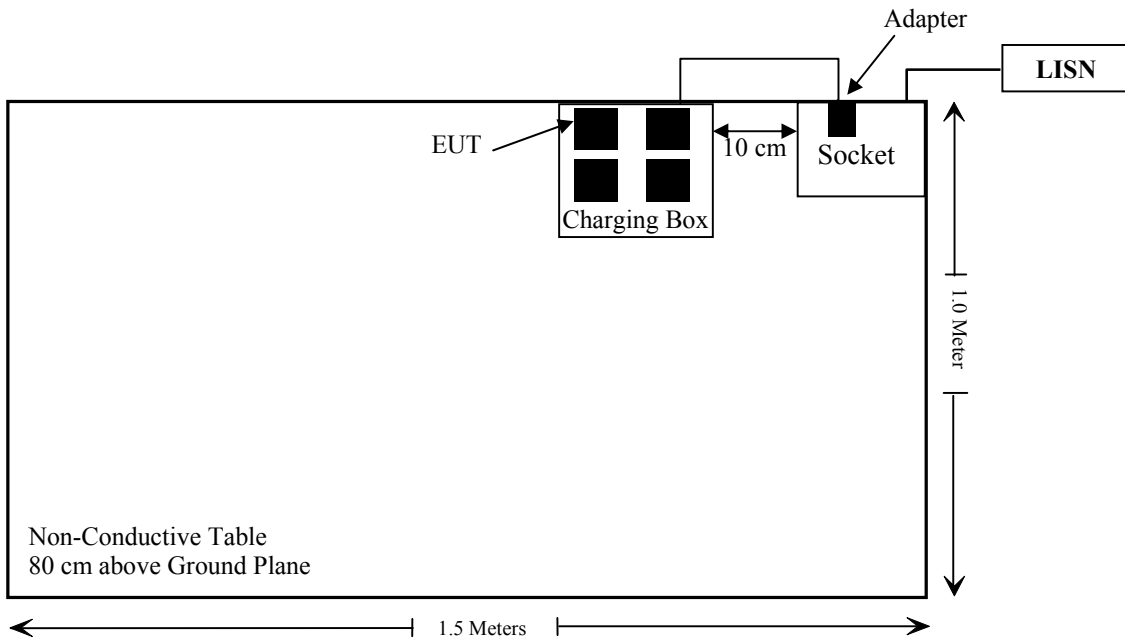 Adapter
LISN
EUT
10 cm
Socket
Charging Box
1.0 Meter
Non-Conductive Table
80 cm above Ground Plane
1.5 Meters